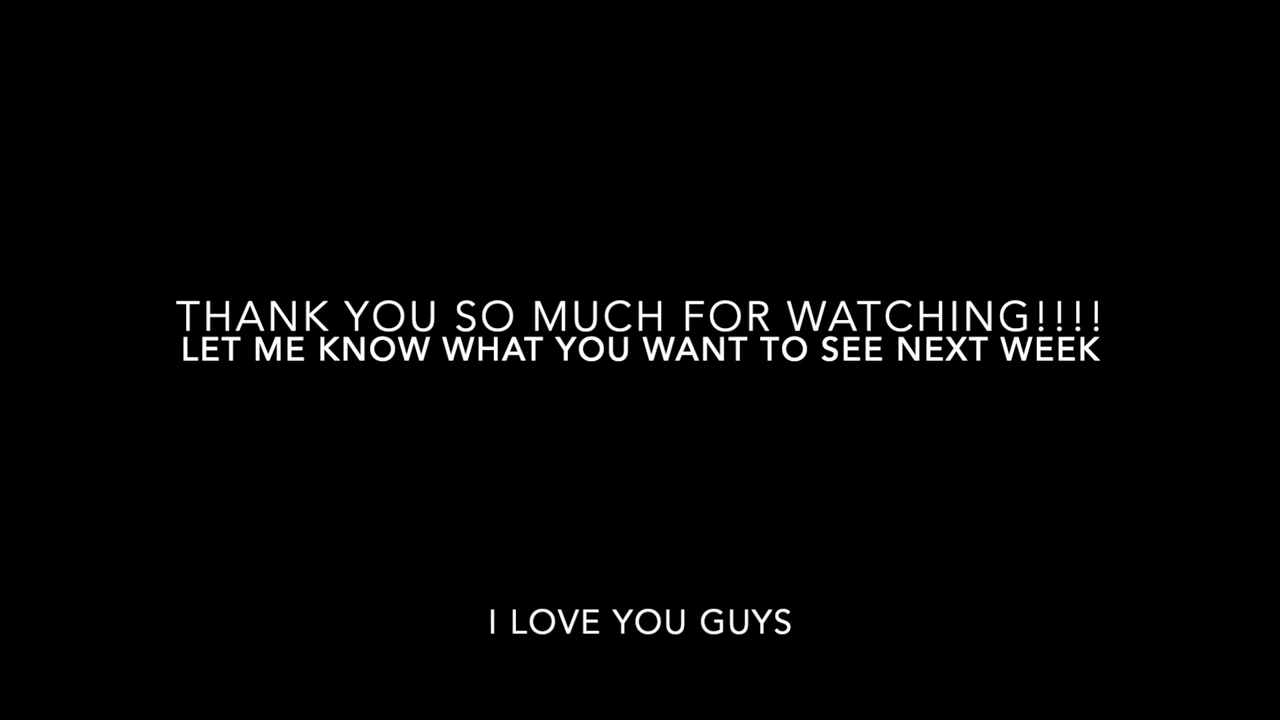 THANK YOU SO MUCH FOR WATCHING!!!!
LET ME KNOW WHAT YOU WANT TO SEE NEXT WEEK
I LOVE YOU GUYS